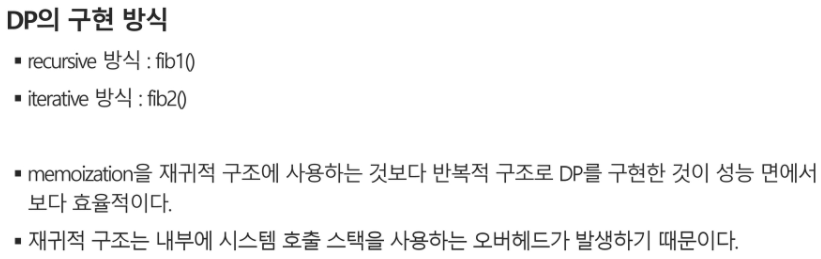 DP의 구현 방식
▪ recursive 방식 : fib1()
▪ iterative 방식 : fib2()
▪ memoization을 재귀적 구조에 사용하는 것보다 반복적 구조로 DP를 구현한 것이 성능 면에서
보다 효율적이다.
▪ 재귀적 구조는 내부에 시스템 호출 스택을 사용하는 오버헤드가 발생하기 때문이다.